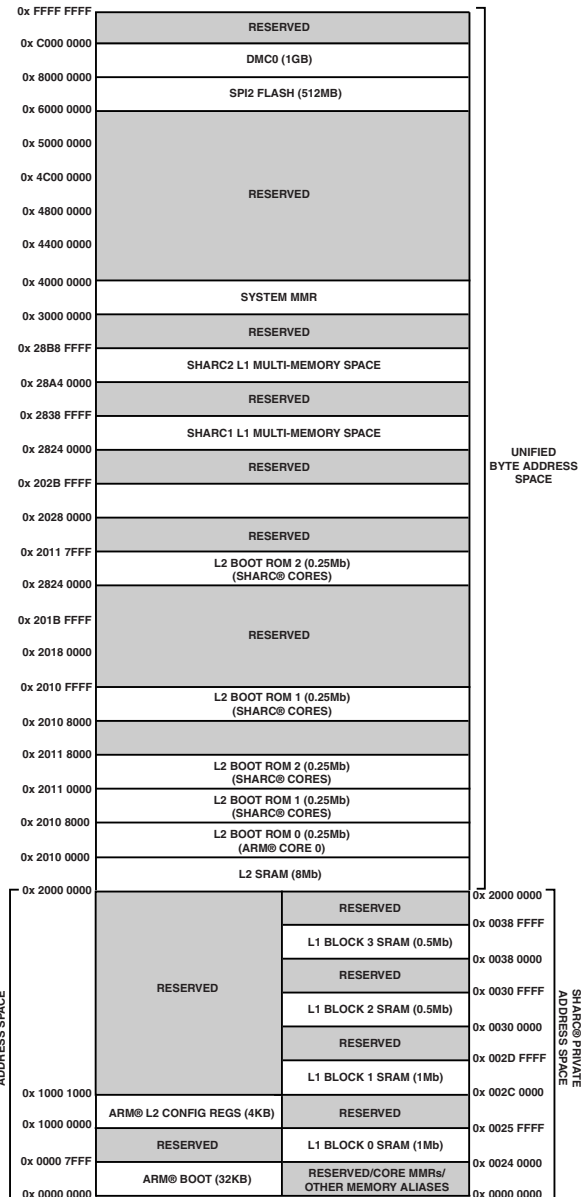 0x FFFF FFFF
RESERVED
0x C000 0000
DMC0 (1GB)
0x 8000 0000
SPI2 FLASH (512MB)
0x 6000 0000
0x 5000 0000
0x 4C00 0000
RESERVED
0x 4800 0000
0x 4400 0000
0x 4000 0000
SYSTEM MMR
0x 3000 0000
RESERVED
0x 28B8 FFFF
SHARC2 L1 MULTI-MEMORY SPACE
0x 28A4 0000
RESERVED
0x 2838 FFFF
SHARC1 L1 MULTI-MEMORY SPACE
0x 2824 0000
RESERVED
0x 202B FFFF
0x 2028 0000
RESERVED
0x 2011 7FFF
L2 BOOT ROM 2 (0.25Mb)
(SHARC® CORES)
0x 2824 0000
0x 201B FFFF
RESERVED
0x 2018 0000
0x 2010 FFFF
L2 BOOT ROM 1 (0.25Mb)
(SHARC® CORES)
0x 2010 8000
0x 2011 8000
L2 BOOT ROM 2 (0.25Mb)
(SHARC® CORES)
0x 2011 0000
L2 BOOT ROM 1 (0.25Mb)
(SHARC® CORES)
0x 2010 8000
L2 BOOT ROM 0 (0.25Mb)
(ARM® CORE 0)
0x 2010 0000
L2 SRAM (8Mb)
0x 2000 0000
UNIFIED
BYTE ADDRESS
SPACE
ADDRESS SPACE
RESERVED
0x 1000 1000
ARM® L2 CONFIG REGS (4KB)
0x 1000 0000
RESERVED
0x 0000 7FFF
ARM® BOOT (32KB)
0x 0000 0000
0x 2000 0000
RESERVED
0x 0038 FFFF
L1 BLOCK 3 SRAM (0.5Mb)
0x 0038 0000
RESERVED
0x 0030 FFFF
L1 BLOCK 2 SRAM (0.5Mb)
0x 0030 0000
RESERVED
0x 002D FFFF
L1 BLOCK 1 SRAM (1Mb)
0x 002C 0000
RESERVED
0x 0025 FFFF
L1 BLOCK 0 SRAM (1Mb)
0x 0024 0000
RESERVED/CORE MMRs/
OTHER MEMORY ALIASES
0x 0000 0000
SHARC® PRIVATE
ADDRESS SPACE